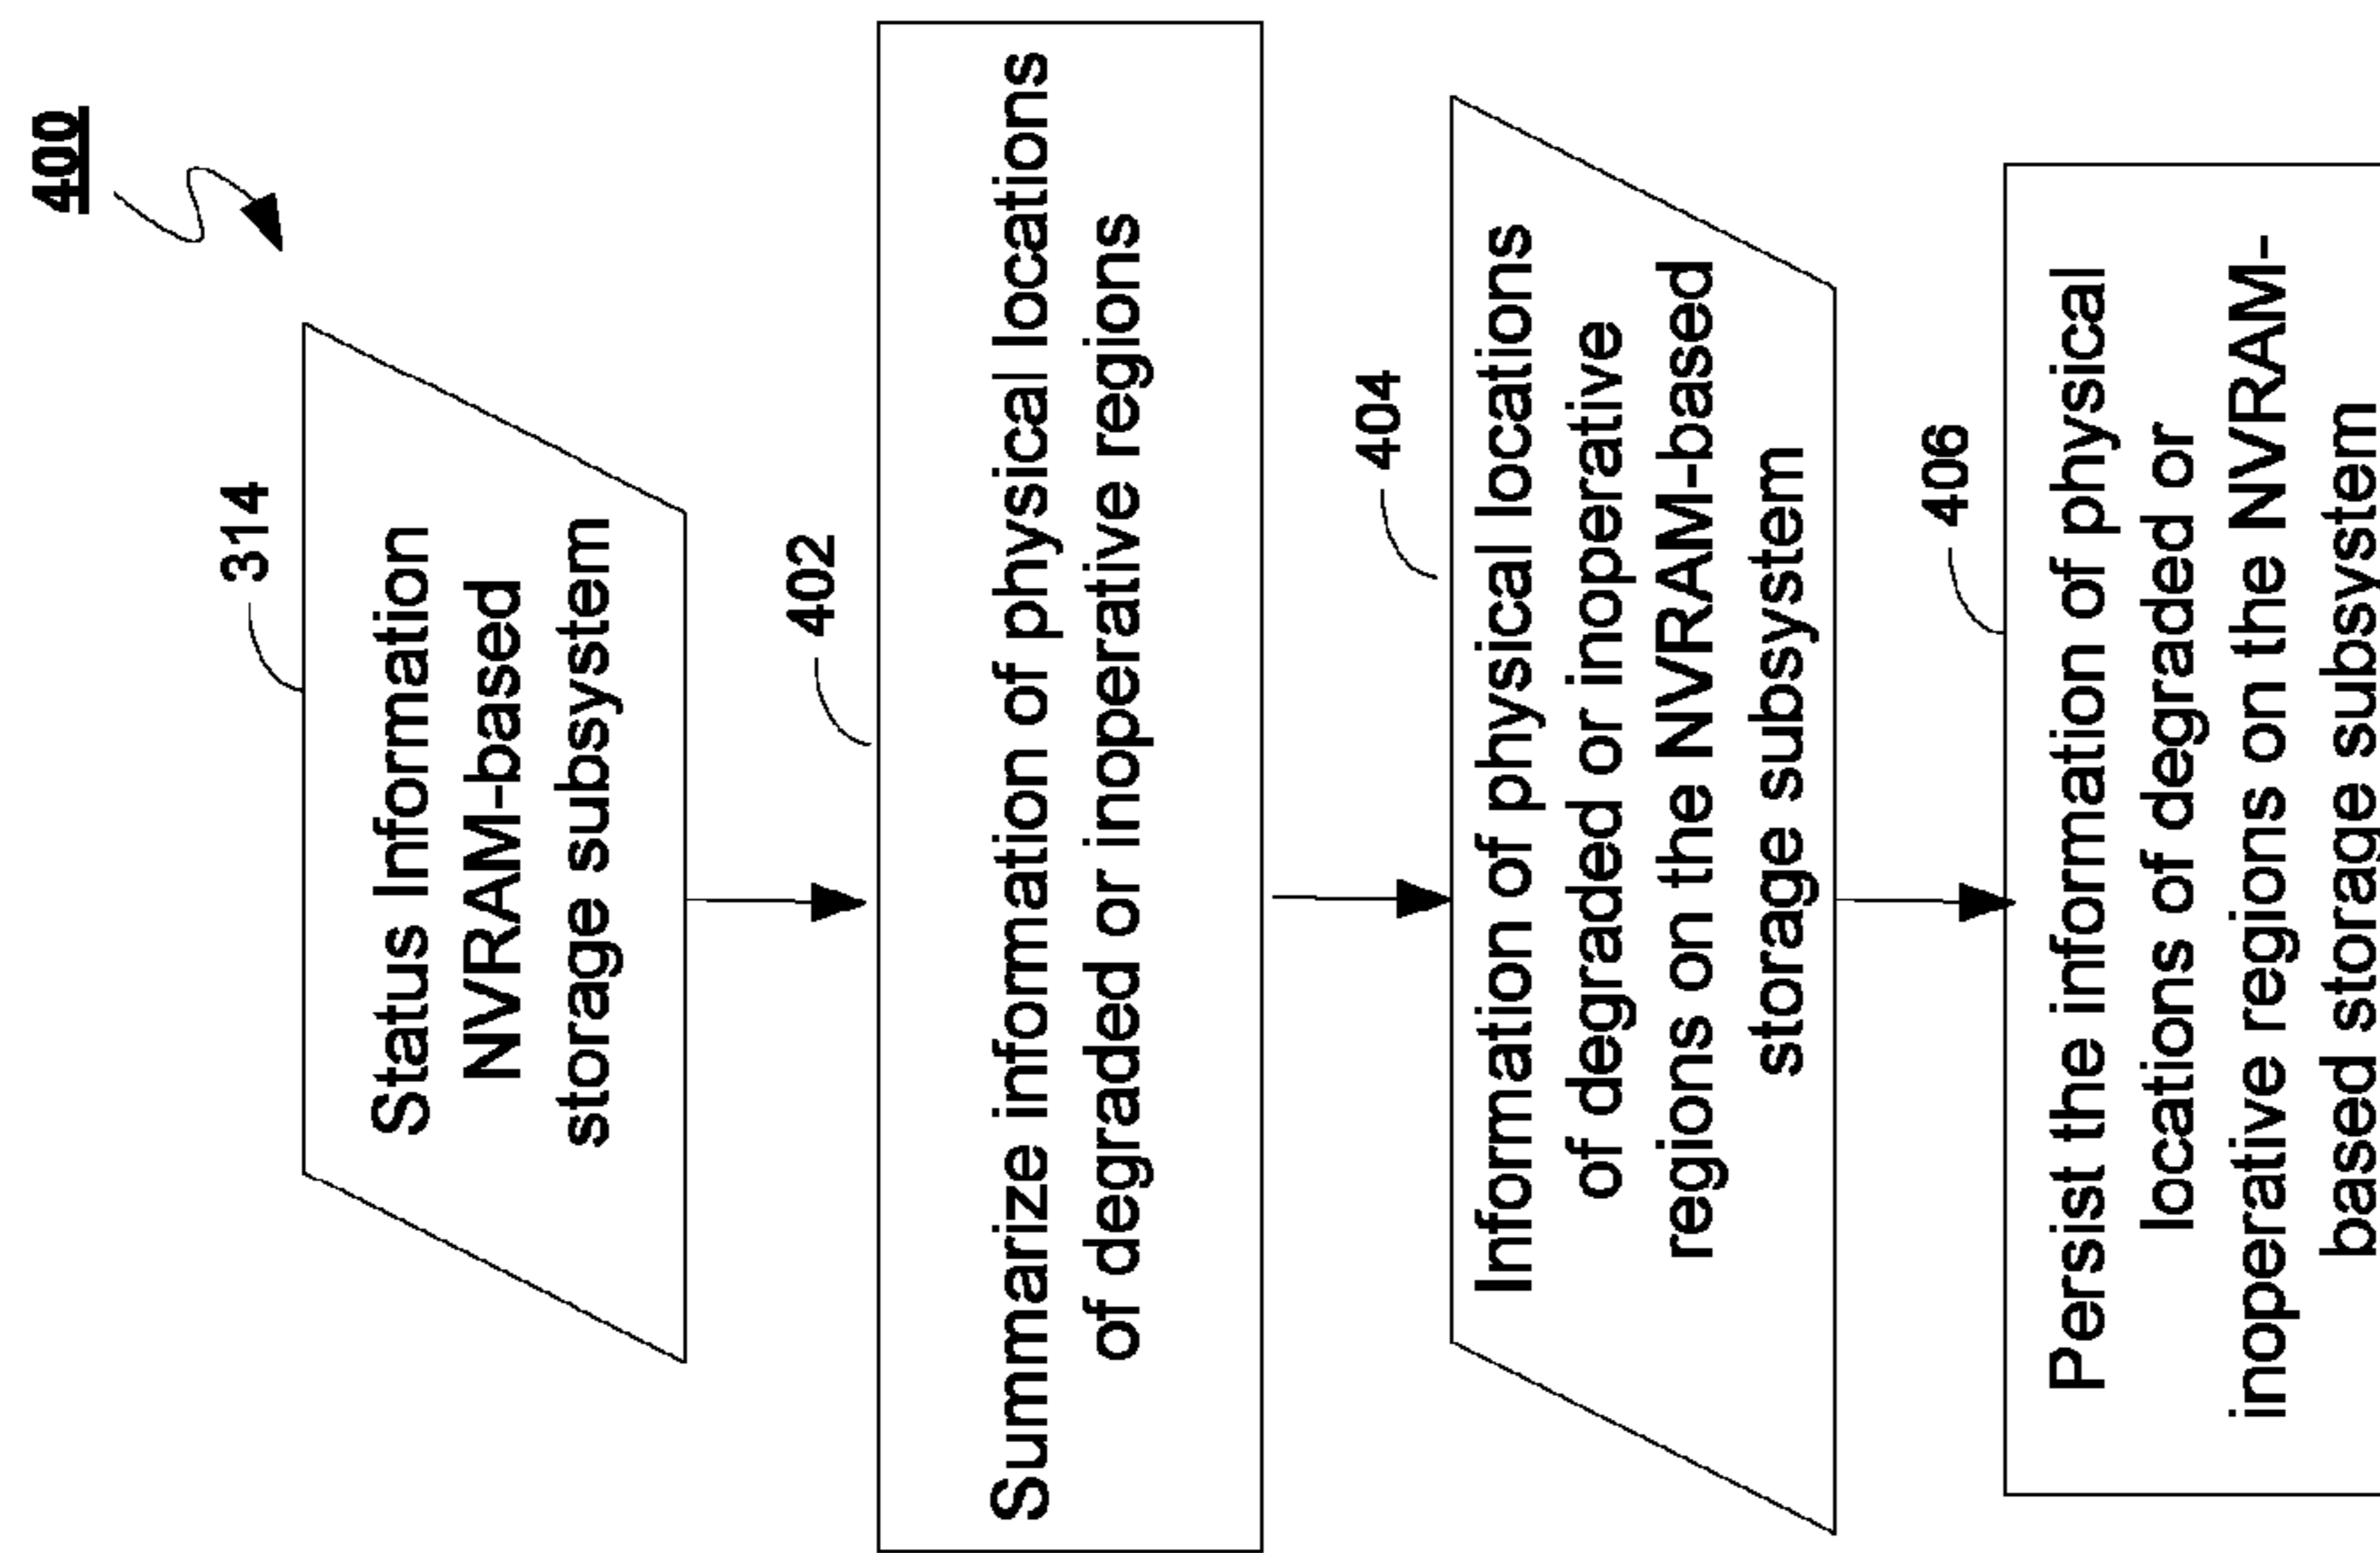 400
314
Status Information
NVRAM-based
storage subsystem
402
Summarize information of physical locations
of degraded or inoperative regions
404
Information of physical locations
of degraded or inoperative
regions on the NVRAM-based
storage subsystem
406
Persist the information of physical
locations of degraded or
inoperative regions on the NVRAM-
based storage subsystem